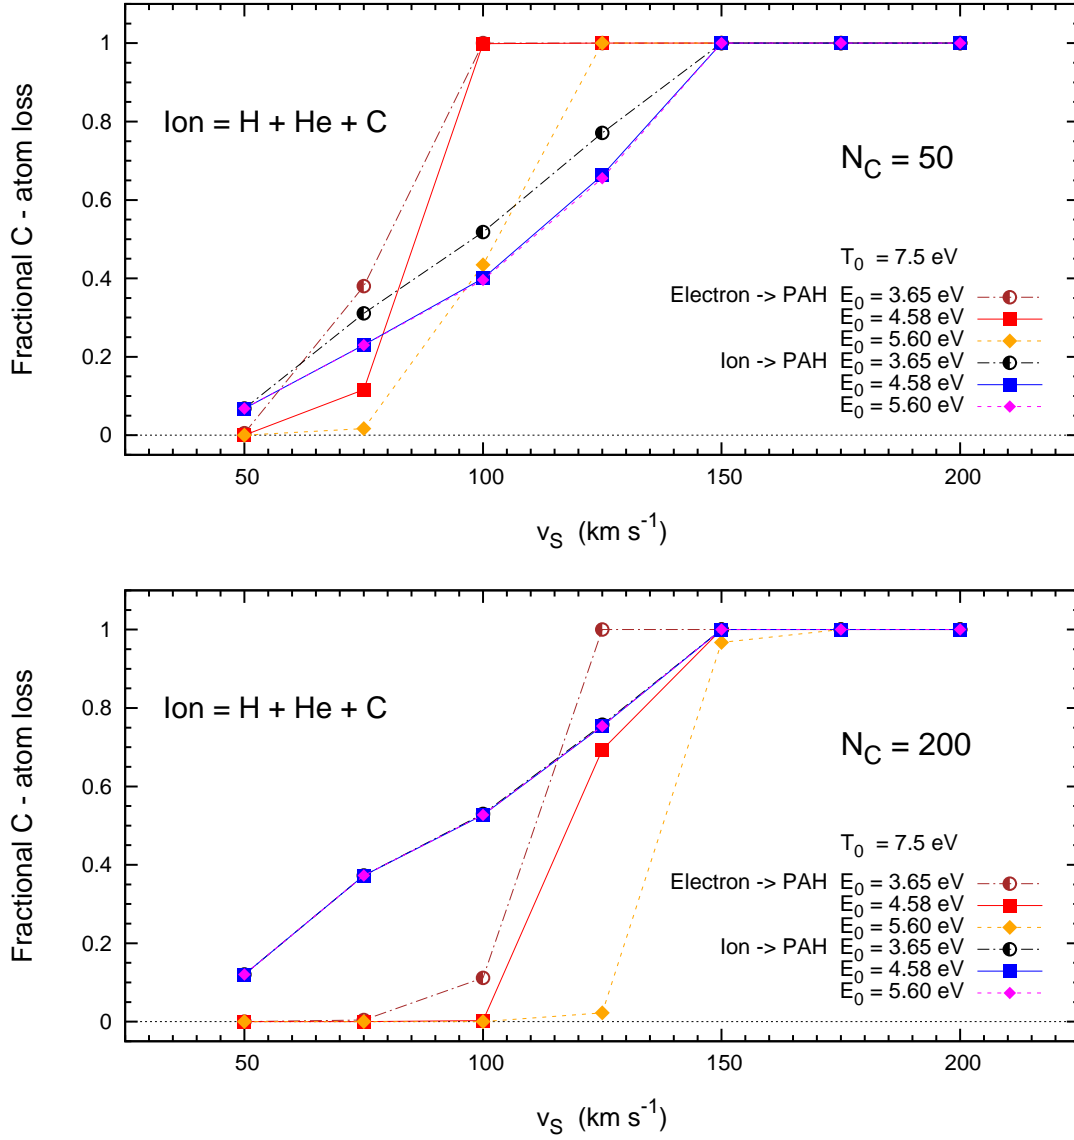 1
0.8
0.6
0.4
0.2
0
Fractional C - atom loss
Ion = H + He + C
N_C = 50
T_0 = 7.5 eV
Electron -> PAH E_0 = 3.65 eV
E_0 = 4.58 eV
E_0 = 5.60 eV
Ion -> PAH E_0 = 3.65 eV
E_0 = 4.58 eV
E_0 = 5.60 eV
50 100 150 200
v_S (km s^-1)
1
0.8
0.6
0.4
0.2
0
Fractional C - atom loss
Ion = H + He + C
N_C = 200
T_0 = 7.5 eV
Electron -> PAH E_0 = 3.65 eV
E_0 = 4.58 eV
E_0 = 5.60 eV
Ion -> PAH E_0 = 3.65 eV
E_0 = 4.58 eV
E_0 = 5.60 eV
50 100 150 200
v_S (km s^-1)